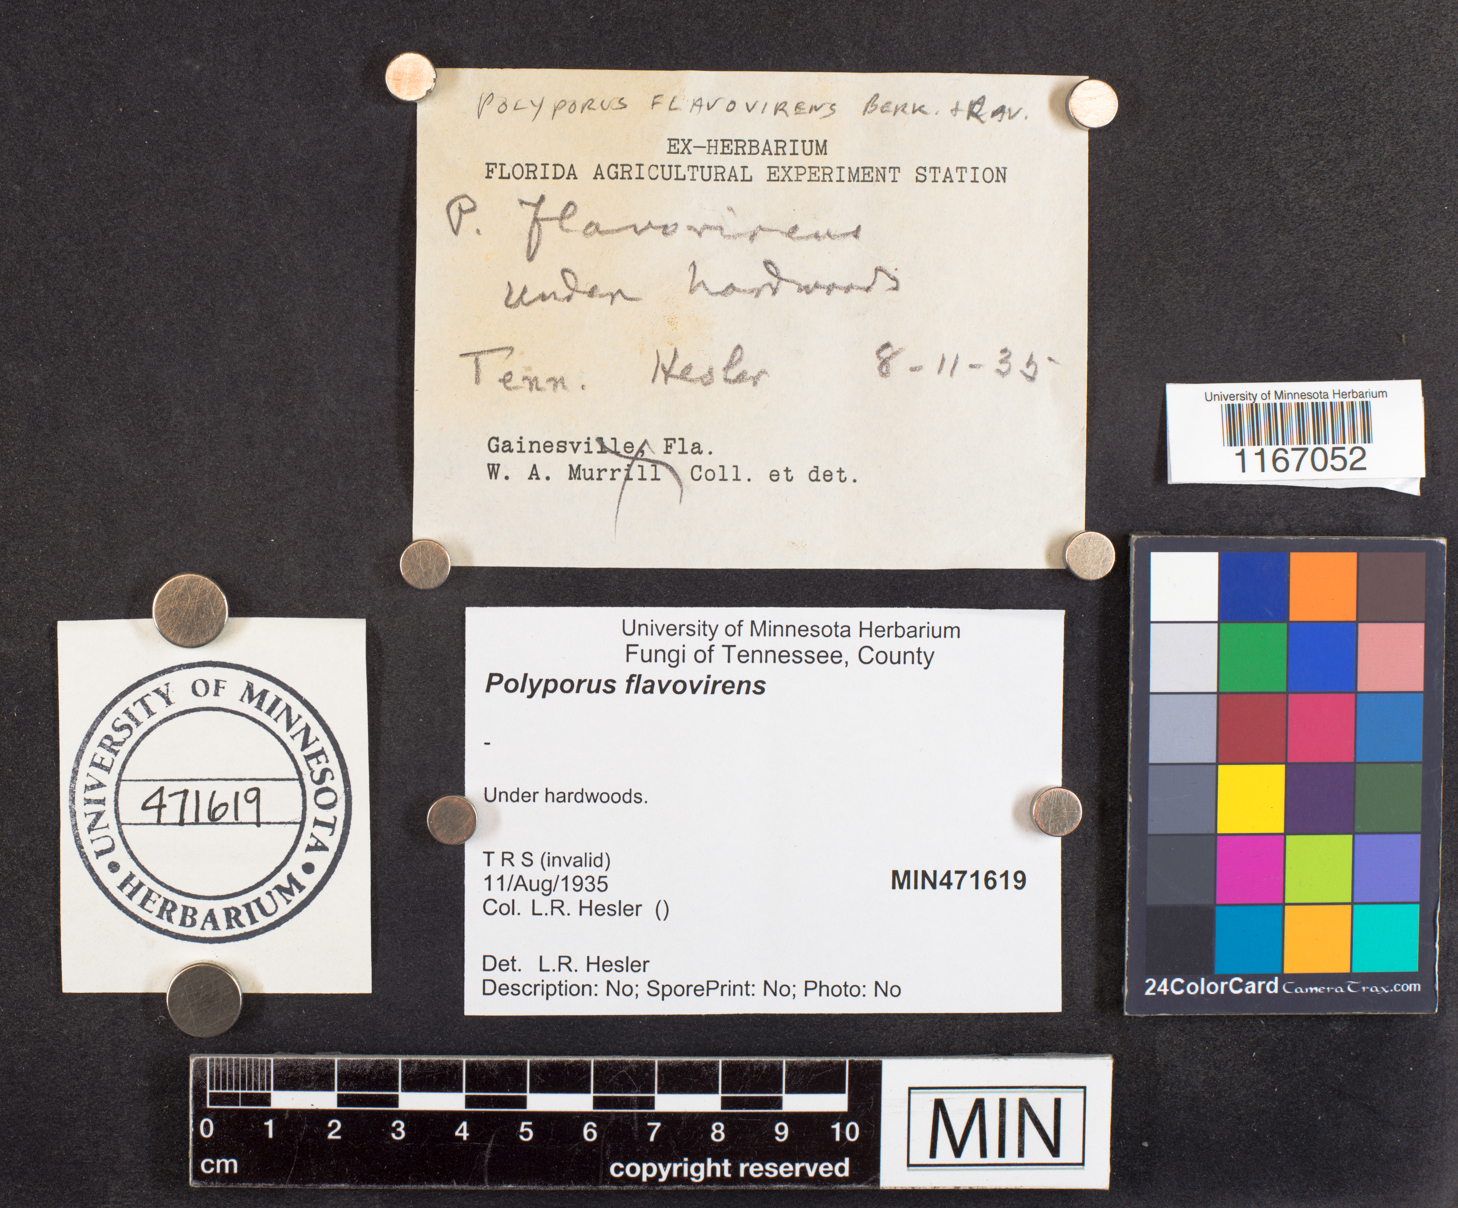 POLYPORUS FLAVOVIRENS BERK. + RAV.
EX-HERBARIUM
FLORIDA AGRICULTURAL EXPERIMENT STATION
P. flavovirens
under hardwoods
Tenn. Hesler 8-11-35
Gainesville, Fla.
W. A. Murrill Coll. et det.
University of Minnesota Herbarium
1167052
UNIVERSITY OF MINNESOTA
471619
• HERBARIUM •
University of Minnesota Herbarium
Fungi of Tennessee, County
Polyporus flavovirens
-
Under hardwoods.
T R S (invalid)
11/Aug/1935
MIN471619
Col. L.R. Hesler ()
Det. L.R. Hesler
Description: No; SporePrint: No; Photo: No
24ColorCard CameraTrax.com
0 1 2 3 4 5 6 7 8 9 10
cm copyright reserved
MIN